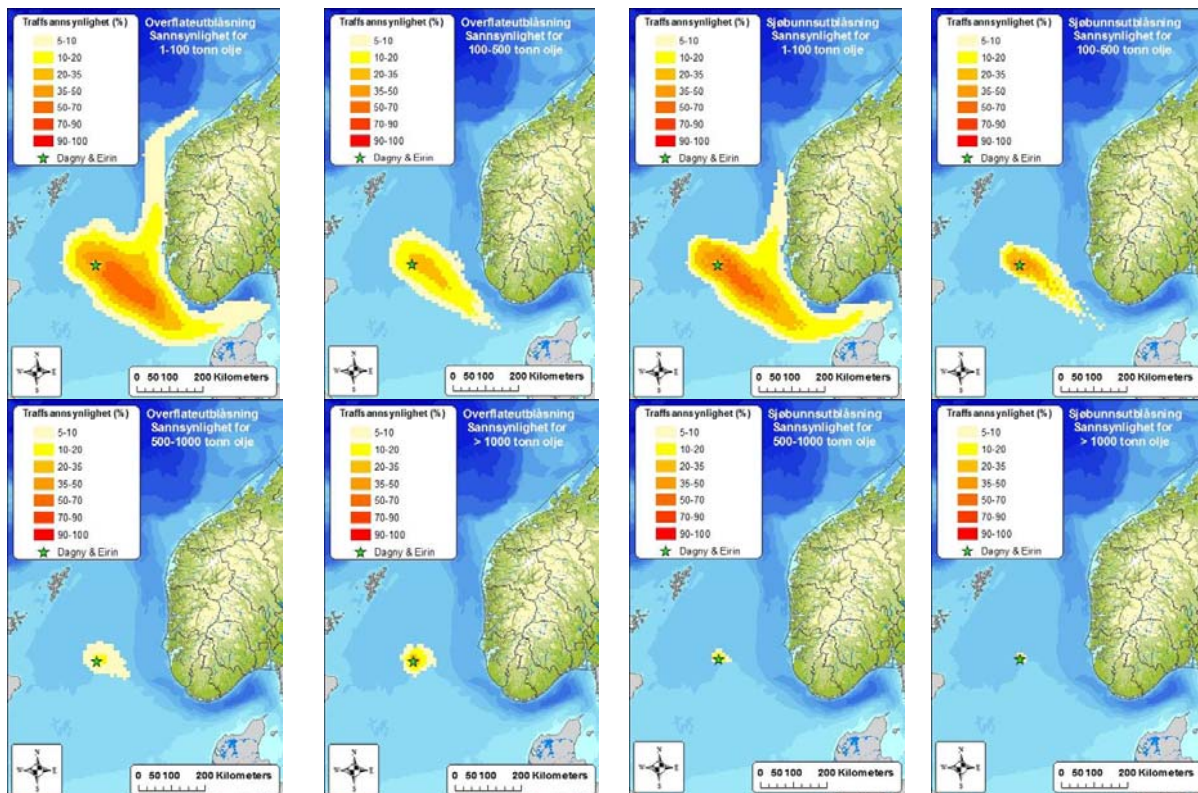 Treffsannsynlighet (%)
5-10
10-20
20-35
35-50
50-70
70-90
90-100
Dagny & Eirin
Overflateutblåsning
Sannsynlighet for
1-100 tonn olje
N
W
E
S
0 50 100 200 Kilometers
Treffsannsynlighet (%)
5-10
10-20
20-35
35-50
50-70
70-90
90-100
Dagny & Eirin
Overflateutblåsning
Sannsynlighet for
100-500 tonn olje
N
W
E
S
0 50 100 200 Kilometers
Treffsannsynlighet (%)
5-10
10-20
20-35
35-50
50-70
70-90
90-100
Dagny & Eirin
Sjøbunnsutblåsning
Sannsynlighet for
1-100 tonn olje
N
W
E
S
0 50 100 200 Kilometers
Treffsannsynlighet (%)
5-10
10-20
20-35
35-50
50-70
70-90
90-100
Dagny & Eirin
Sjøbunnsutblåsning
Sannsynlighet for
100-500 tonn olje
N
W
E
S
0 50 100 200 Kilometers
Treffsannsynlighet (%)
5-10
10-20
20-35
35-50
50-70
70-90
90-100
Dagny & Eirin
Overflateutblåsning
Sannsynlighet for
500-1000 tonn olje
N
W
E
S
0 50 100 200 Kilometers
Treffsannsynlighet (%)
5-10
10-20
20-35
35-50
50-70
70-90
90-100
Dagny & Eirin
Overflateutblåsning
Sannsynlighet for
> 1000 tonn olje
N
W
E
S
0 50 100 200 Kilometers
Treffsannsynlighet (%)
5-10
10-20
20-35
35-50
50-70
70-90
90-100
Dagny & Eirin
Sjøbunnsutblåsning
Sannsynlighet for
500-1000 tonn olje
N
W
E
S
0 50 100 200 Kilometers
Treffsannsynlighet (%)
5-10
10-20
20-35
35-50
50-70
70-90
90-100
Dagny & Eirin
Sjøbunnsutblåsning
Sannsynlighet for
> 1000 tonn olje
N
W
E
S
0 50 100 200 Kilometers